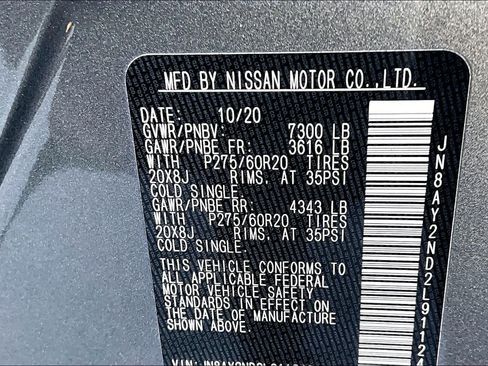 MFD BY NISSAN MOTOR CO.,LTD.
DATE: 10/20
GVWR/PNBV: 7300 LB
GAWR/PNBE FR: 3616 LB
WITH P275/60R20 TIRES
20X8J RIMS, AT 35PSI
COLD SINGLE.
GAWR/PNBE RR: 4343 LB
WITH P275/60R20 TIRES
20X8J RIMS, AT 35PSI
COLD SINGLE.
THIS VEHICLE CONFORMS TO
ALL APPLICABLE FEDERAL
MOTOR VEHICLE SAFETY
STANDARDS IN EFFECT ON
THE DATE OF MANUFACTURE
SHOWN ABOVE.
VIN:
JN8AY2ND2L9112